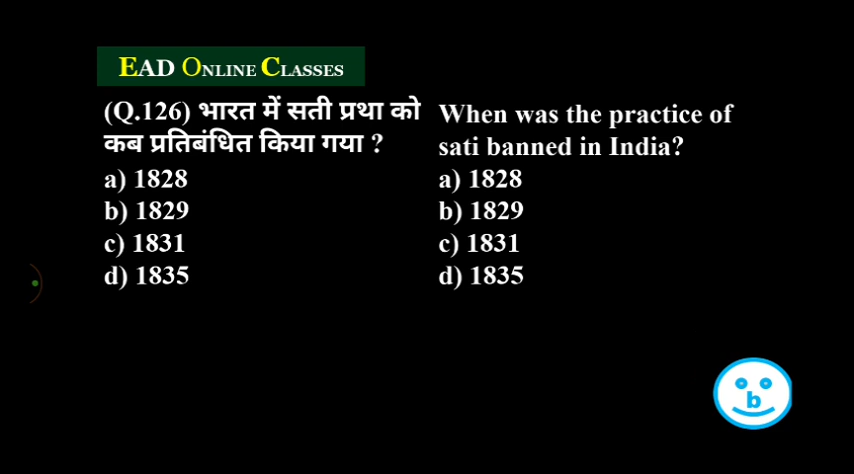 EAD ONLINE CLASSES
(Q.126) भारत में सती प्रथा को
कब प्रतिबंधित किया गया ?
a) 1828
b) 1829
c) 1831
d) 1835
When was the practice of
sati banned in India?
a) 1828
b) 1829
c) 1831
d) 1835
b